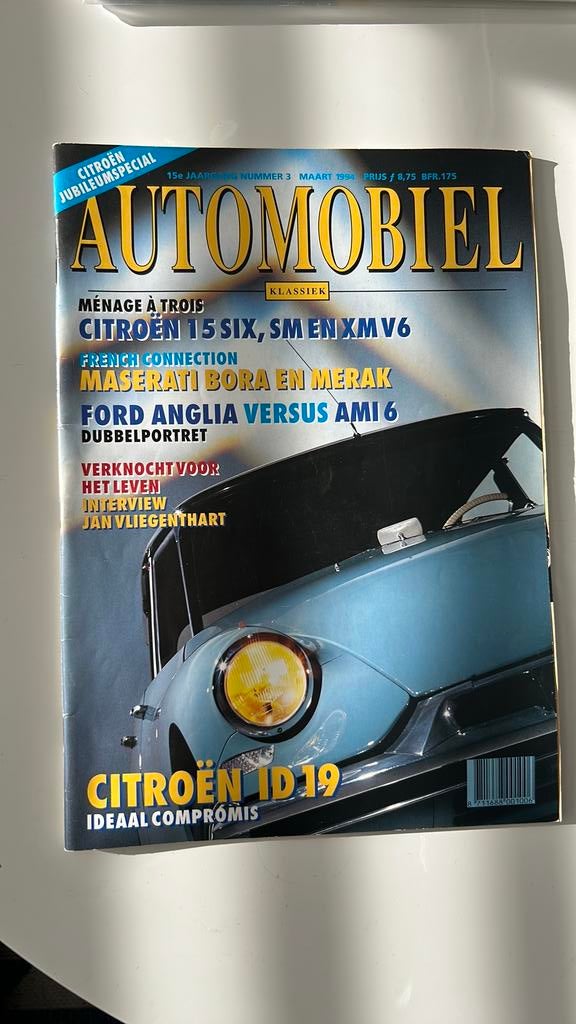 CITROËN
JUBILEUMSPECIAL
15e JAARGANG NUMMER 3 MAART 1994 PRIJS ƒ 8,75 BFR.175
AUTOMOBIEL
KLASSIEK
MÉNAGE À TROIS
CITROËN 15 SIX, SM EN XM V6
FRENCH CONNECTION
MASERATI BORA EN MERAK
FORD ANGLIA VERSUS AMI 6
DUBBELPORTRET
VERKNOCHT VOOR
HET LEVEN
INTERVIEW
JAN VLIEGENTHART
CITROËN ID 19
IDEAAL COMPROMIS